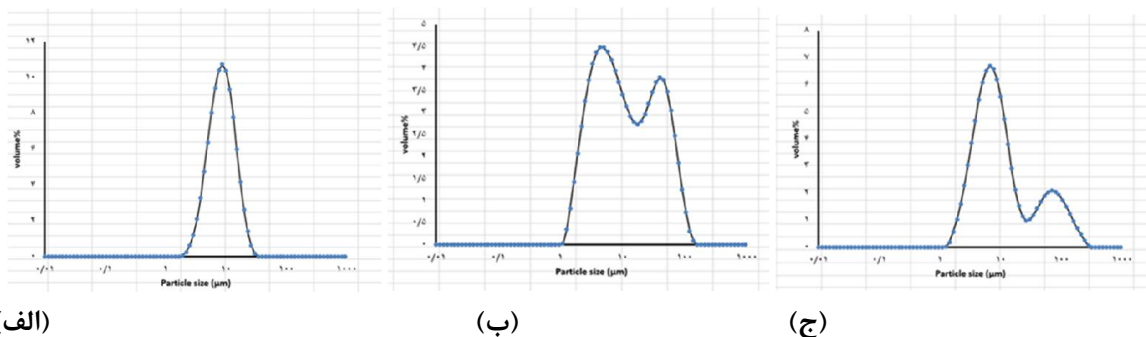 ۱۲
۱۰
۸
۶
۴
۲
۰
volume%
۰/۰۱ ۰/۱ ۱ ۱۰ ۱۰۰ ۱۰۰۰
Particle size (µm)
(الف)
۵
۴/۵
۴
۳/۵
۳
۲/۵
۲
۱/۵
۱
۰/۵
۰
volume%
۰/۰۱ ۰/۱ ۱ ۱۰ ۱۰۰ ۱۰۰۰
Particle size (µm)
(ب)
۸
۷
۶
۵
۴
۳
۲
۱
۰
volume%
۰/۰۱ ۰/۱ ۱ ۱۰ ۱۰۰ ۱۰۰۰
Particle size (µm)
(ج)